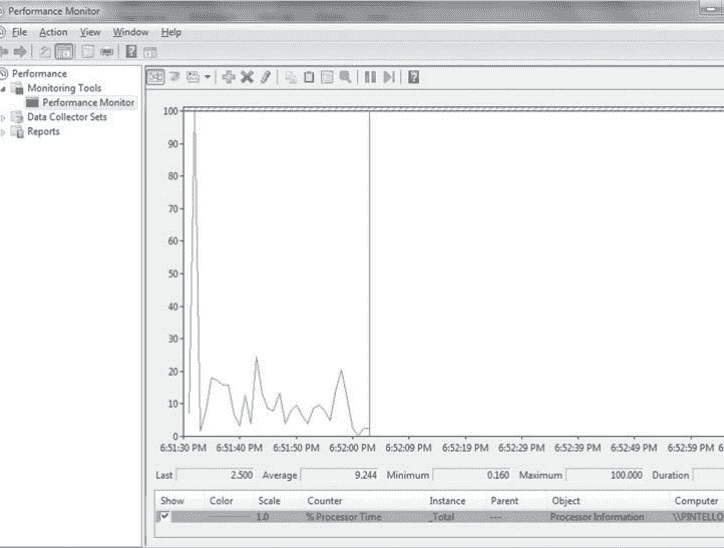 Performance Monitor
File Action View Window Help
Performance
Monitoring Tools
Performance Monitor
Data Collector Sets
Reports
100
90
80
70
60
50
40
30
20
10
0
6:51:30 PM 6:51:40 PM 6:51:50 PM 6:52:00 PM 6:52:09 PM 6:52:19 PM 6:52:29 PM 6:52:39 PM 6:52:49 PM 6:52:59 PM 6:5
Last 2.500 Average 9.244 Minimum 0.160 Maximum 100.000 Duration
Show Color Scale Counter Instance Parent Object Computer
1.0 % Processor Time _Total --- Processor Information \\PINTELLO